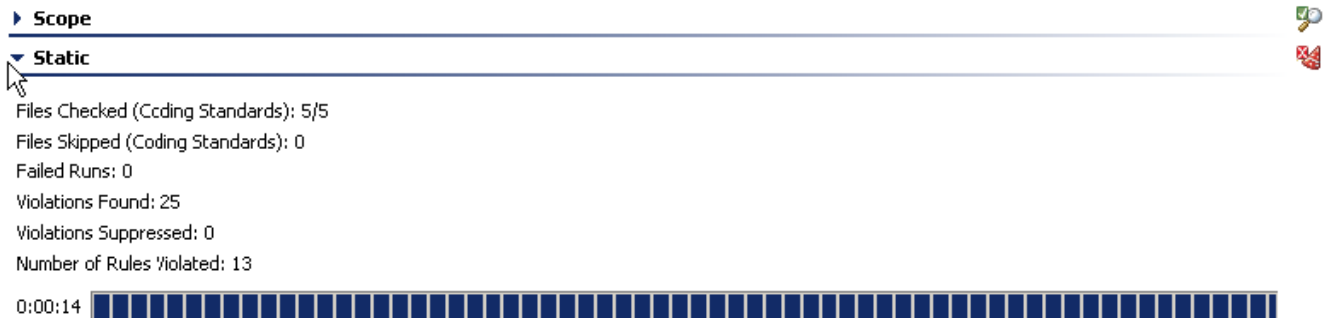 Scope
Static
Files Checked (Coding Standards): 5/5
Files Skipped (Coding Standards): 0
Failed Runs: 0
Violations Found: 25
Violations Suppressed: 0
Number of Rules Violated: 13
0:00:14